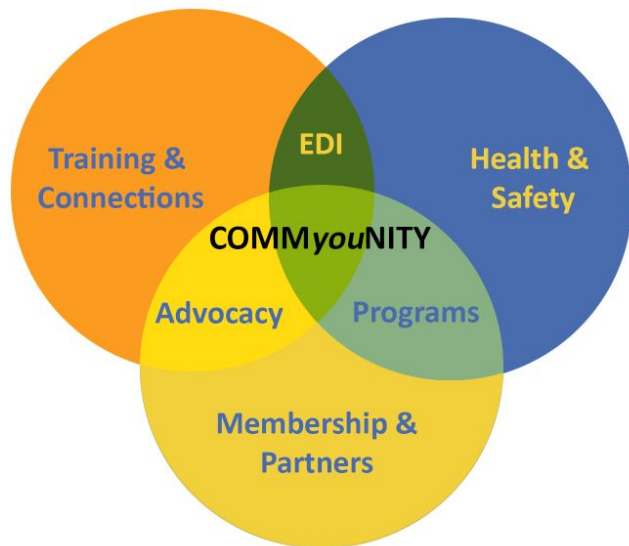 EDI
Training &
Connections
Health &
Safety
COMMyouNITY
Advocacy
Programs
Membership &
Partners